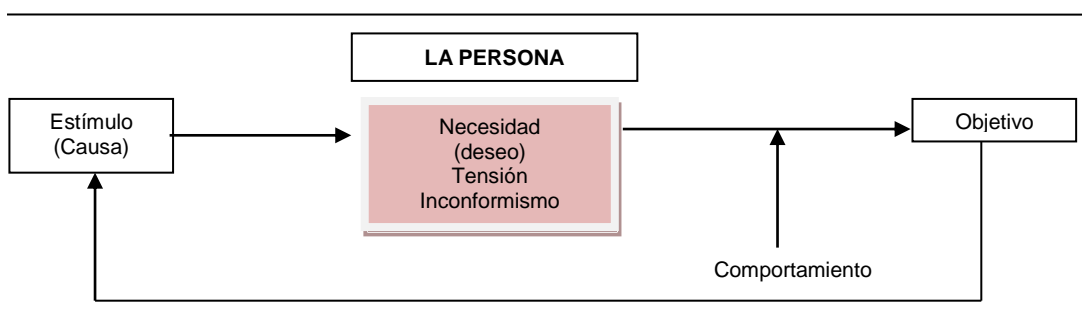 LA PERSONA
Estímulo
(Causa)
Necesidad
(deseo)
Tensión
Inconformismo
Objetivo
Comportamiento